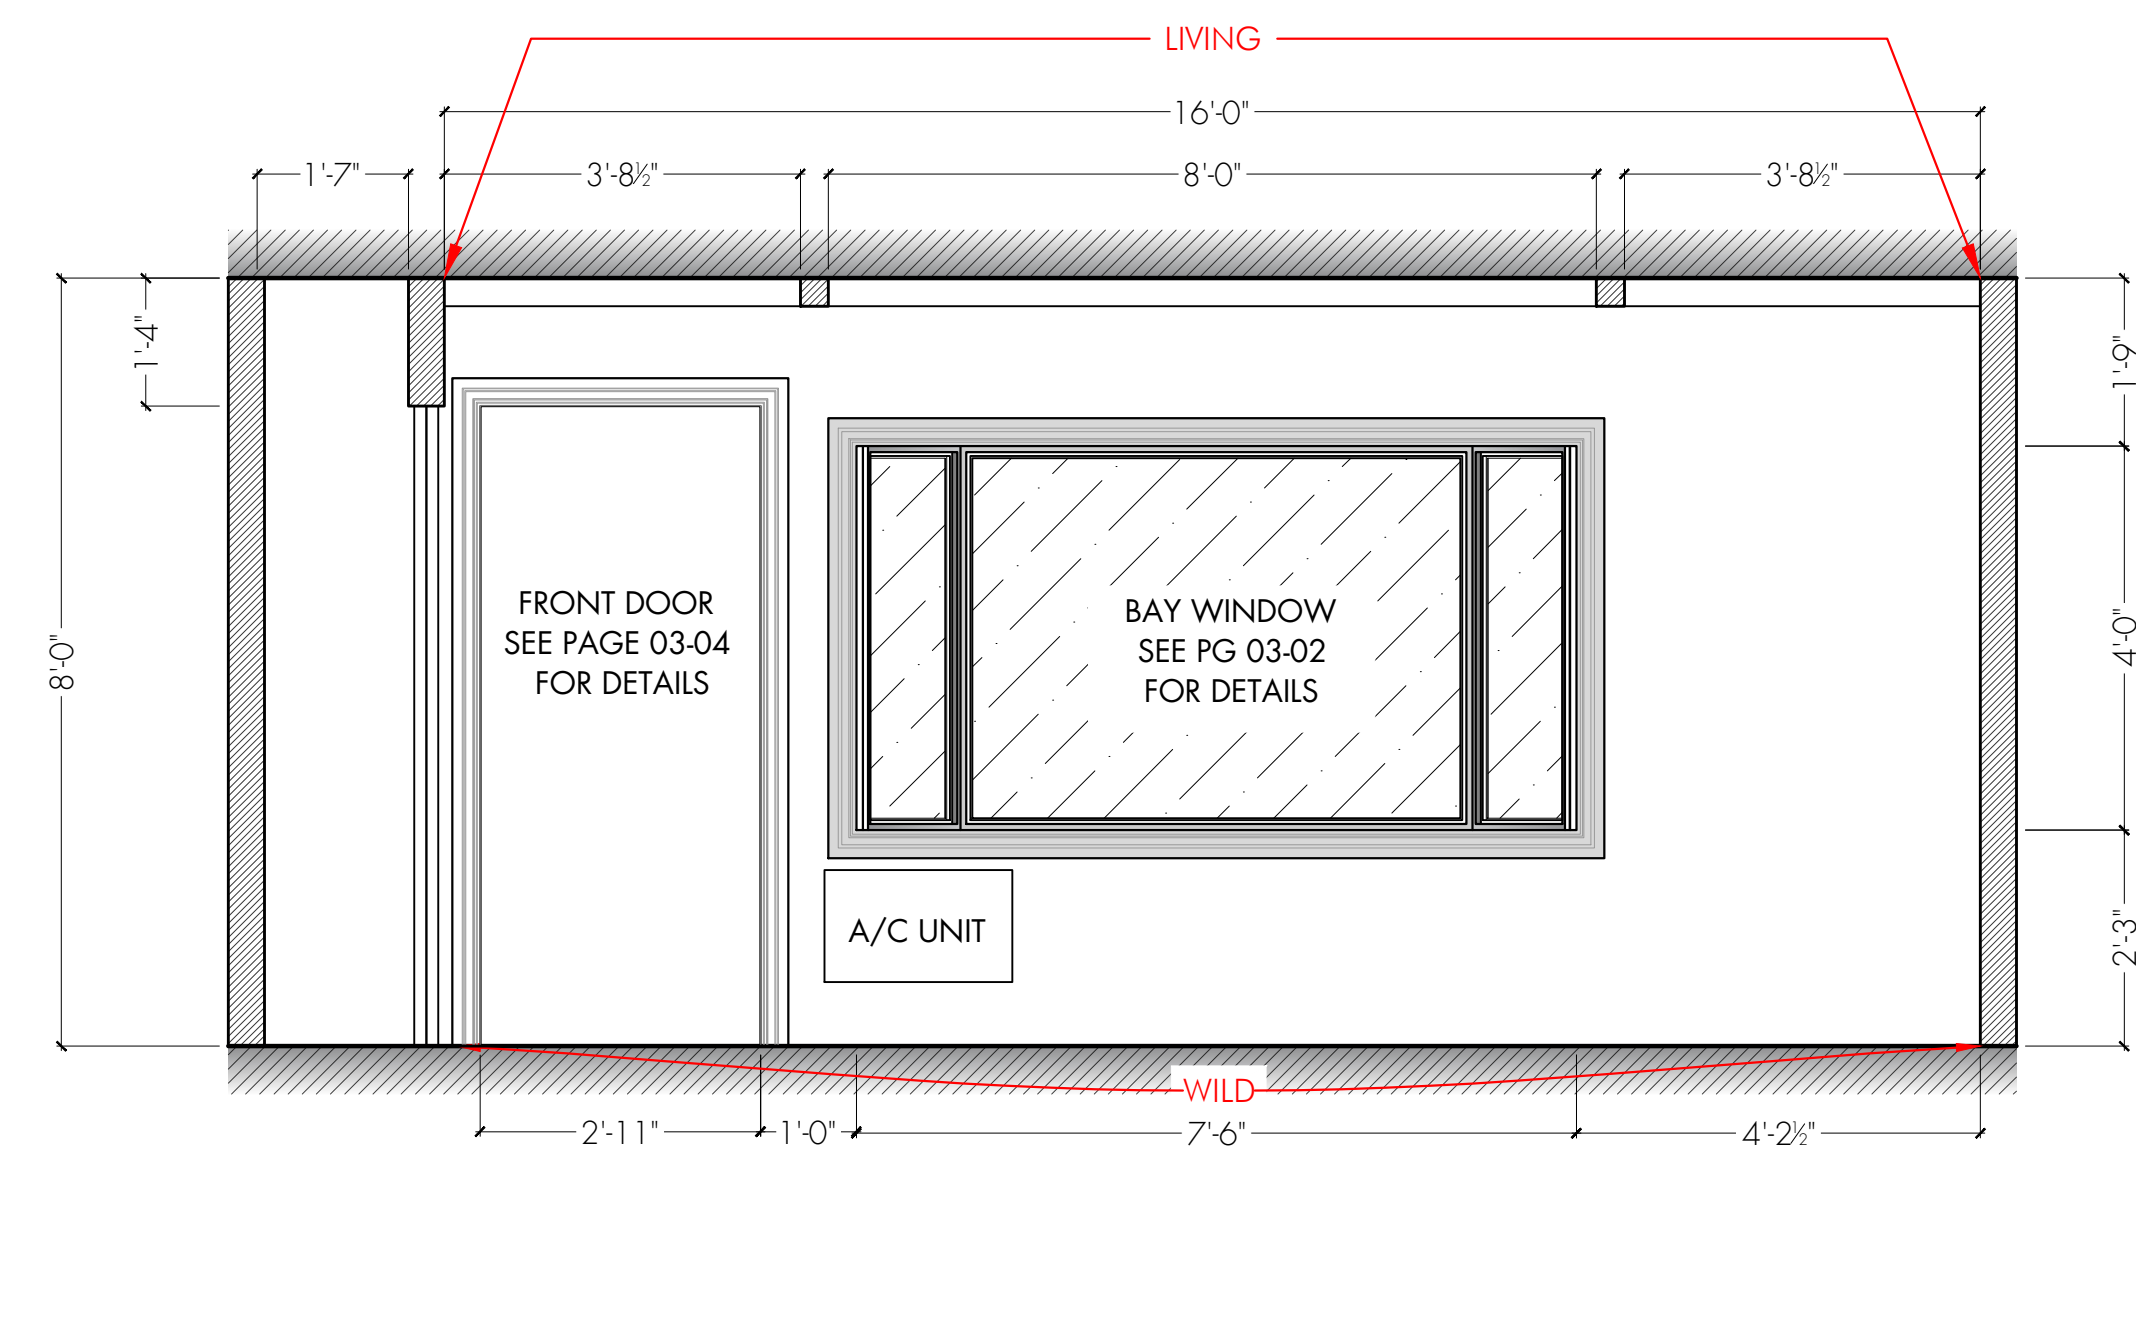 LIVING
16'-0"
1'-7"
3'-8½"
8'-0"
3'-8½"
1'-4"
1'-9"
8'-0"
4'-0"
2'-3"
FRONT DOOR
SEE PAGE 03-04
FOR DETAILS
BAY WINDOW
SEE PG 03-02
FOR DETAILS
A/C UNIT
WILD
2'-11"
1'-0"
7'-6"
4'-2½"